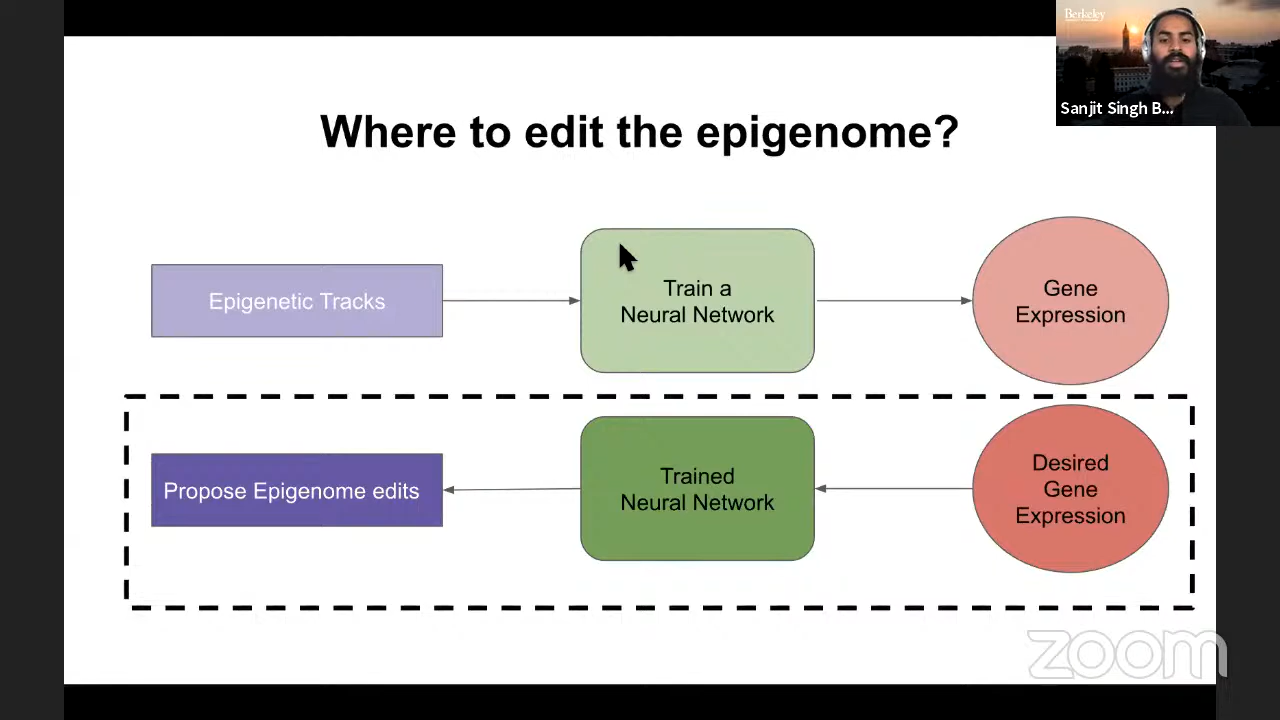 Berkeley
Sanjit Singh B...
Where to edit the epigenome?
Epigenetic Tracks
Train a
Neural Network
Gene
Expression
Propose Epigenome edits
Trained
Neural Network
Desired
Gene
Expression
zoom